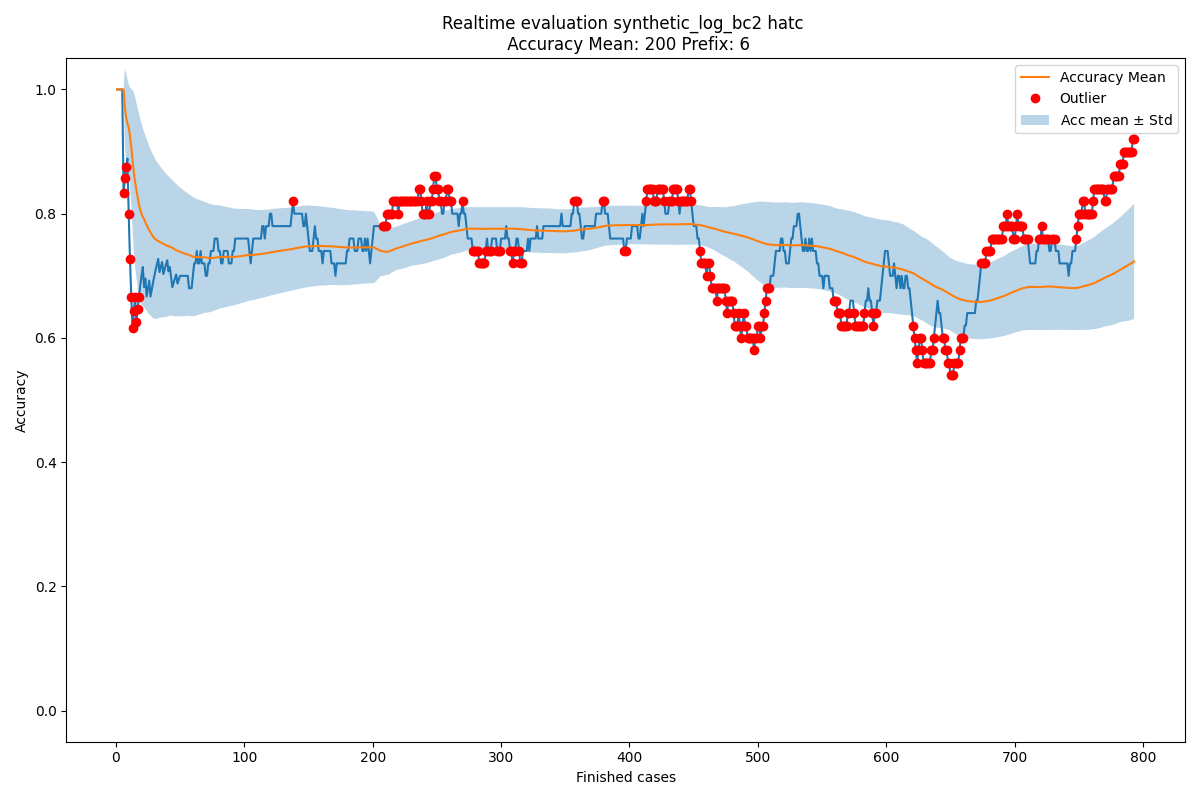 Realtime evaluation synthetic_log_bc2 hatc
Accuracy Mean: 200 Prefix: 6
Accuracy Mean
Outlier
Acc mean ± Std
1.0
0.8
0.6
0.4
0.2
0.0
Accuracy
0 100 200 300 400 500 600 700 800
Finished cases